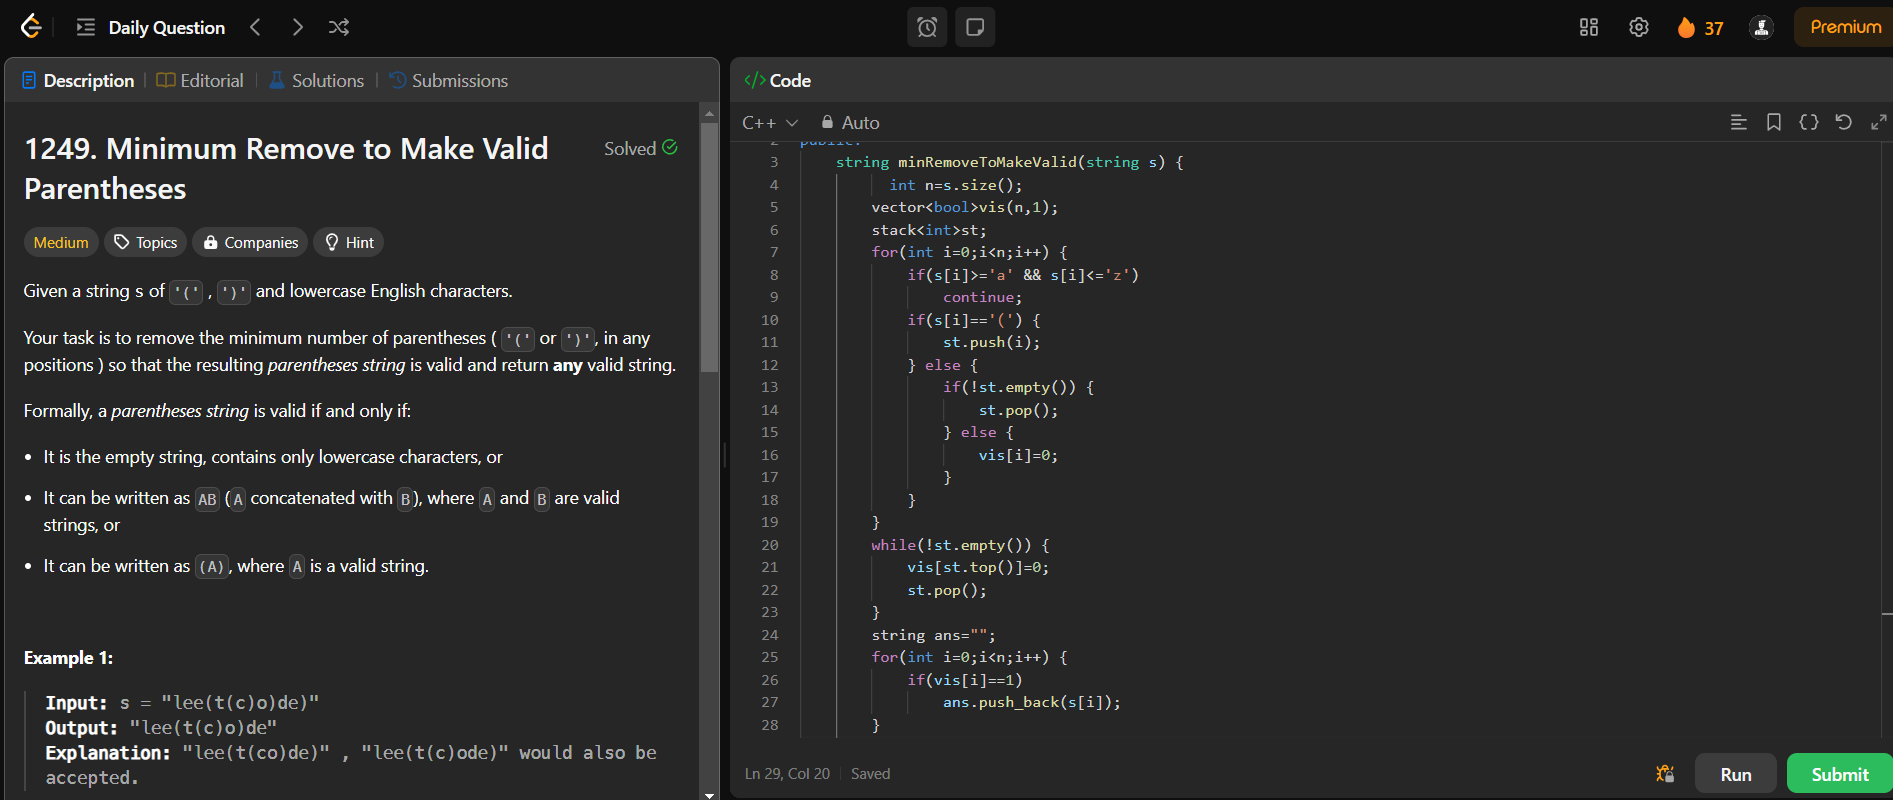 Daily Question
37
Premium
Description
Editorial
Solutions
Submissions
1249. Minimum Remove to Make Valid
Parentheses
Solved
Medium
Topics
Companies
Hint
Given a string s of '(' , ')' and lowercase English characters.
Your task is to remove the minimum number of parentheses ( '(' or ')', in any
positions ) so that the resulting parentheses string is valid and return any valid string.
Formally, a parentheses string is valid if and only if:
• It is the empty string, contains only lowercase characters, or
• It can be written as AB (A concatenated with B), where A and B are valid
strings, or
• It can be written as (A), where A is a valid string.
Example 1:
Input: s = "lee(t(c)o)de)"
Output: "lee(t(c)o)de"
Explanation: "lee(t(co)de)" , "lee(t(c)ode)" would also be
accepted.
</> Code
C++
Auto
2 public:
3 string minRemoveToMakeValid(string s) {
4 int n=s.size();
5 vector<bool>vis(n,1);
6 stack<int>st;
7 for(int i=0;i<n;i++) {
8 if(s[i]>='a' && s[i]<='z')
9 continue;
10 if(s[i]=='(') {
11 st.push(i);
12 } else {
13 if(!st.empty()) {
14 st.pop();
15 } else {
16 vis[i]=0;
17 }
18 }
19 }
20 while(!st.empty()) {
21 vis[st.top()]=0;
22 st.pop();
23 }
24 string ans="";
25 for(int i=0;i<n;i++) {
26 if(vis[i]==1)
27 ans.push_back(s[i]);
28 }
Ln 29, Col 20
Saved
Run
Submit